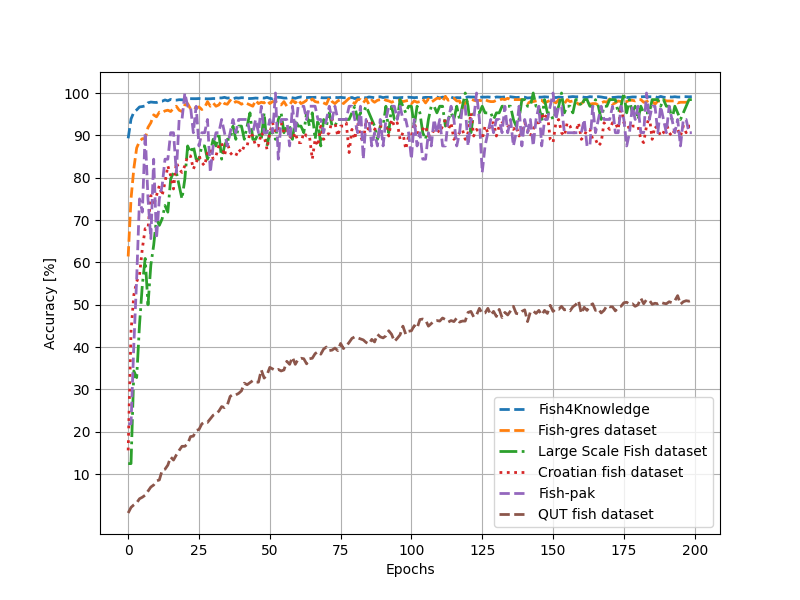 Accuracy [%]
100
90
80
70
60
50
40
30
20
10
Fish4Knowledge
Fish-gres dataset
Large Scale Fish dataset
Croatian fish dataset
Fish-pak
QUT fish dataset
0 25 50 75 100 125 150 175 200
Epochs